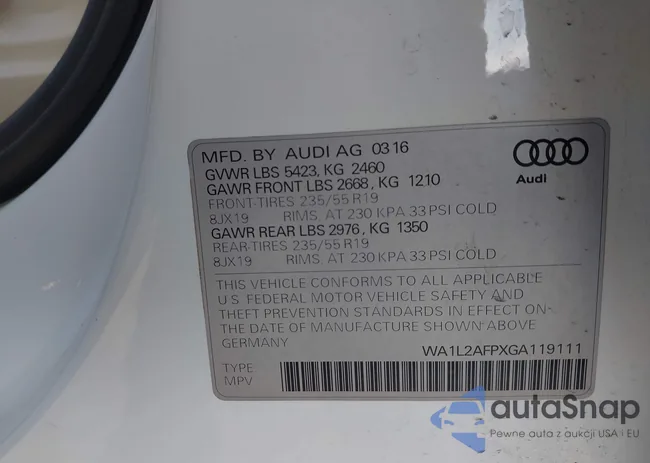 MFD. BY AUDI AG 03 16
GVWR LBS 5423, KG 2460
GAWR FRONT LBS 2668, KG 1210
FRONT-TIRES 235/55 R19
8JX19 RIMS, AT 230 KPA 33 PSI COLD
GAWR REAR LBS 2976, KG 1350
REAR-TIRES 235/55 R19
8JX19 RIMS, AT 230 KPA 33 PSI COLD
Audi
THIS VEHICLE CONFORMS TO ALL APPLICABLE
U.S. FEDERAL MOTOR VEHICLE SAFETY AND
THEFT PREVENTION STANDARDS IN EFFECT ON
THE DATE OF MANUFACTURE SHOWN ABOVE
GERMANY
WA1L2AFPXGA119111
TYPE
MPV
autaSnap
Pewne auta z aukcji USA i EU